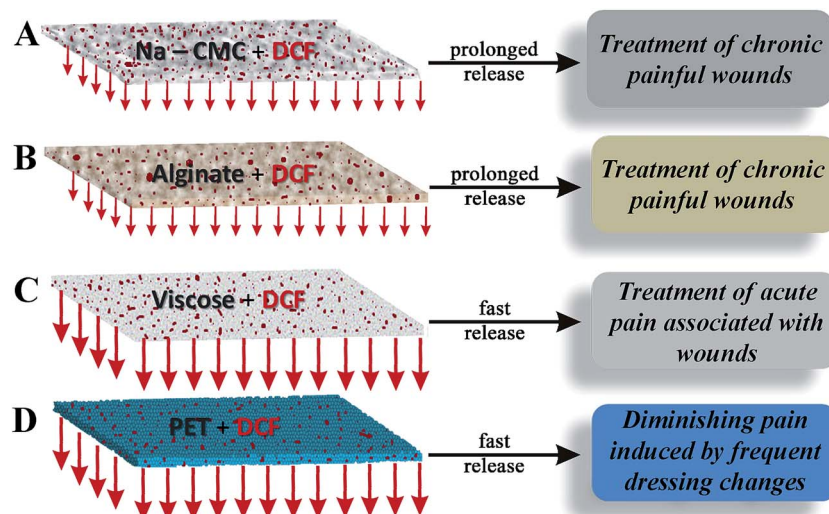 A
Na – CMC + DCF
prolonged
release
Treatment of chronic
painful wounds
B
Alginate + DCF
prolonged
release
Treatment of chronic
painful wounds
C
Viscose + DCF
fast
release
Treatment of acute
pain associated with
wounds
D
PET + DCF
fast
release
Diminishing pain
induced by frequent
dressing changes